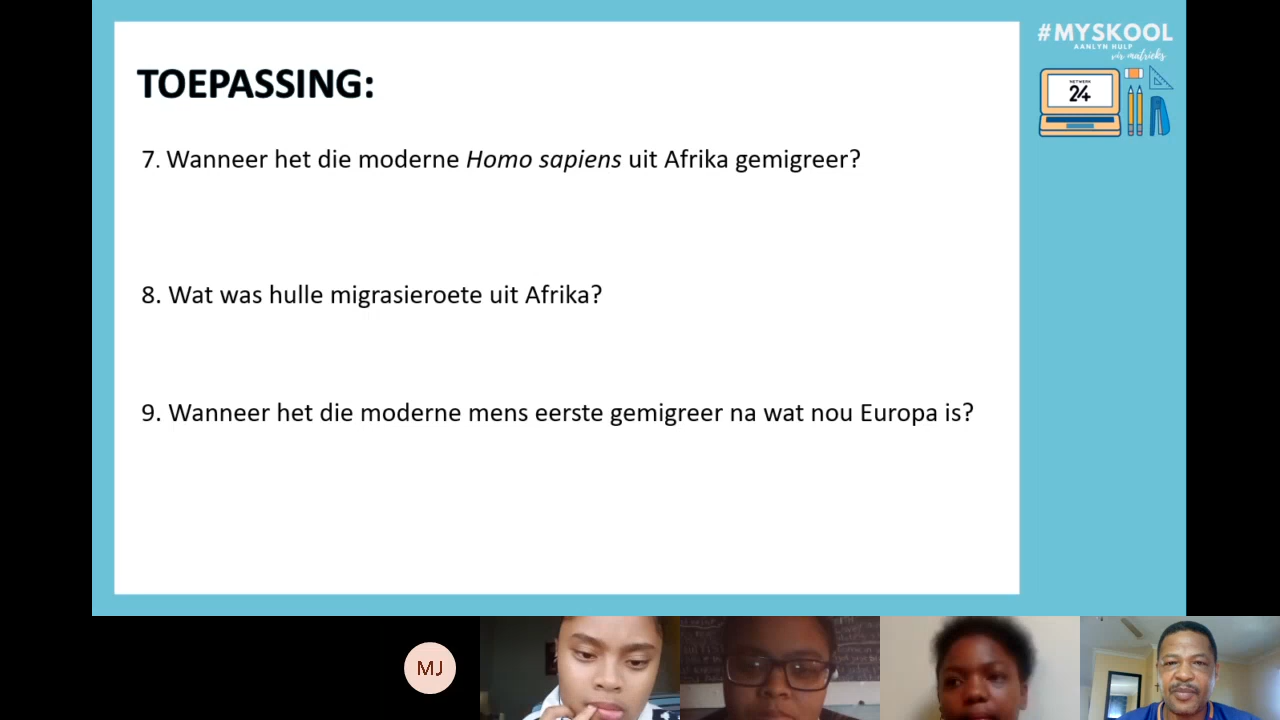 #MYSKOOL
AANLYN HULP
vir matrieks
NETWERK
24
TOEPASSING:
7. Wanneer het die moderne Homo sapiens uit Afrika gemigreer?
8. Wat was hulle migrasieroete uit Afrika?
9. Wanneer het die moderne mens eerste gemigreer na wat nou Europa is?
MJ